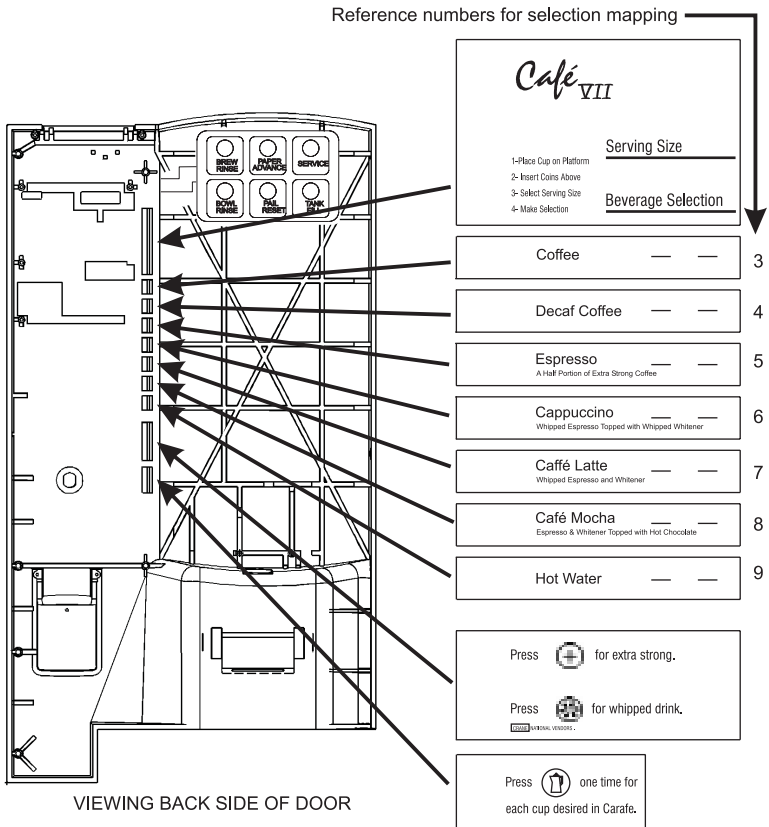 Reference numbers for selection mapping
Café VII
Serving Size
1-Place Cup on Platform
2- Insert Coins Above
3- Select Serving Size
4- Make Selection
Beverage Selection
BREW RINSE
PAPER ADVANCE
SERVICE
BOWL RINSE
PAIL RESET
TANK FILL
Coffee — — 3
Decaf Coffee — — 4
Espresso — — 5
A Half Portion of Extra Strong Coffee
Cappuccino — — 6
Whipped Espresso Topped with Whipped Whitener
Caffé Latte — — 7
Whipped Espresso and Whitener
Café Mocha — — 8
Espresso & Whitener Topped with Hot Chocolate
Hot Water — — 9
Press + for extra strong.
Press for whipped drink.
CRANE NATIONAL VENDORS
Press one time for
each cup desired in Carafe.
VIEWING BACK SIDE OF DOOR